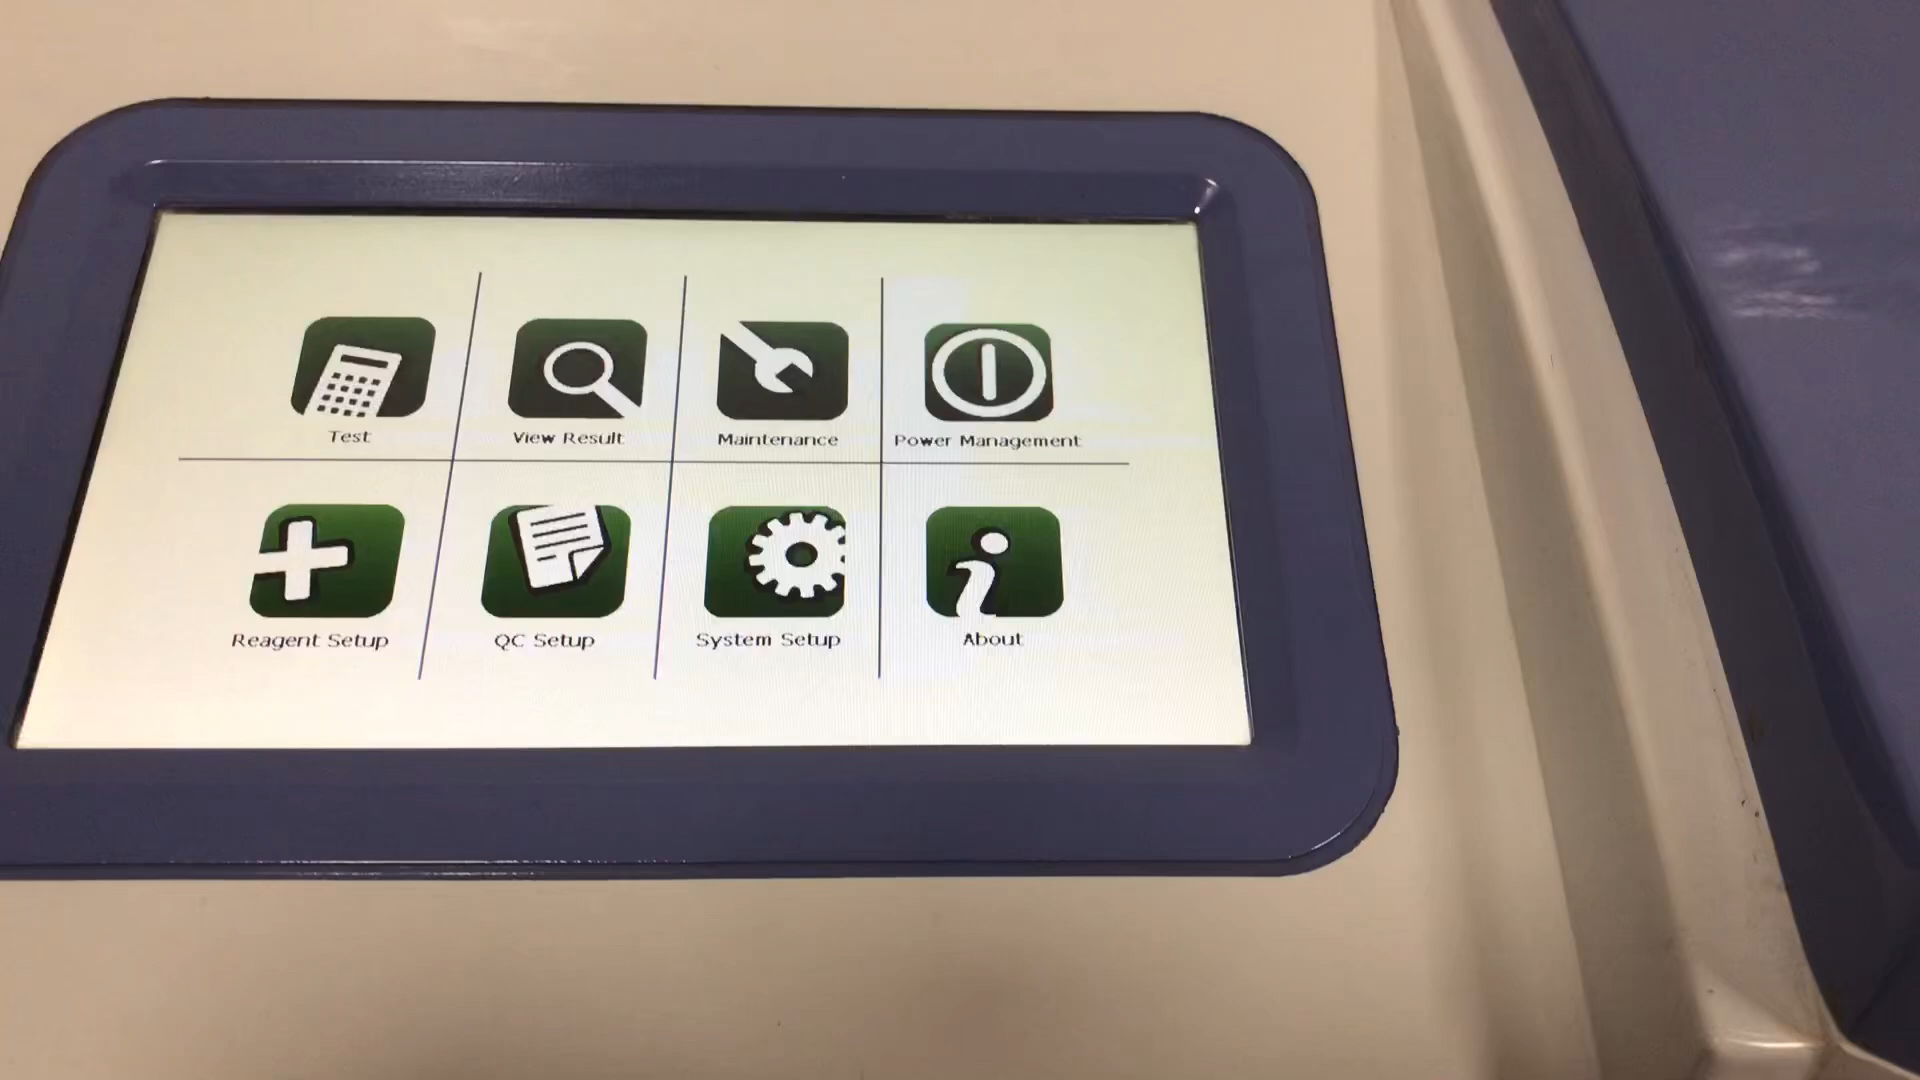 Test
View Result
Maintenance
Power Management
Reagent Setup
QC Setup
System Setup
About